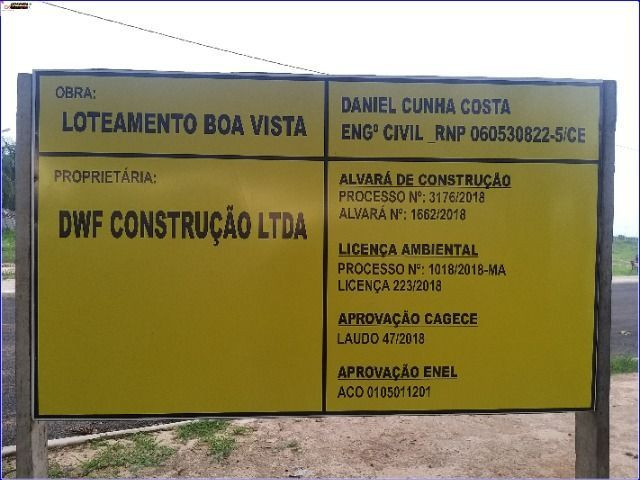 OBRA:
LOTEAMENTO BOA VISTA
DANIEL CUNHA COSTA
ENGº CIVIL _RNP 060530822-5/CE
PROPRIETÁRIA:
DWF CONSTRUÇÃO LTDA
ALVARÁ DE CONSTRUÇÃO
PROCESSO Nº: 3176/2018
ALVARÁ Nº: 1662/2018
LICENÇA AMBIENTAL
PROCESSO Nº: 1018/2018-MA
LICENÇA 223/2018
APROVAÇÃO CAGECE
LAUDO 47/2018
APROVAÇÃO ENEL
ACO 0105011201